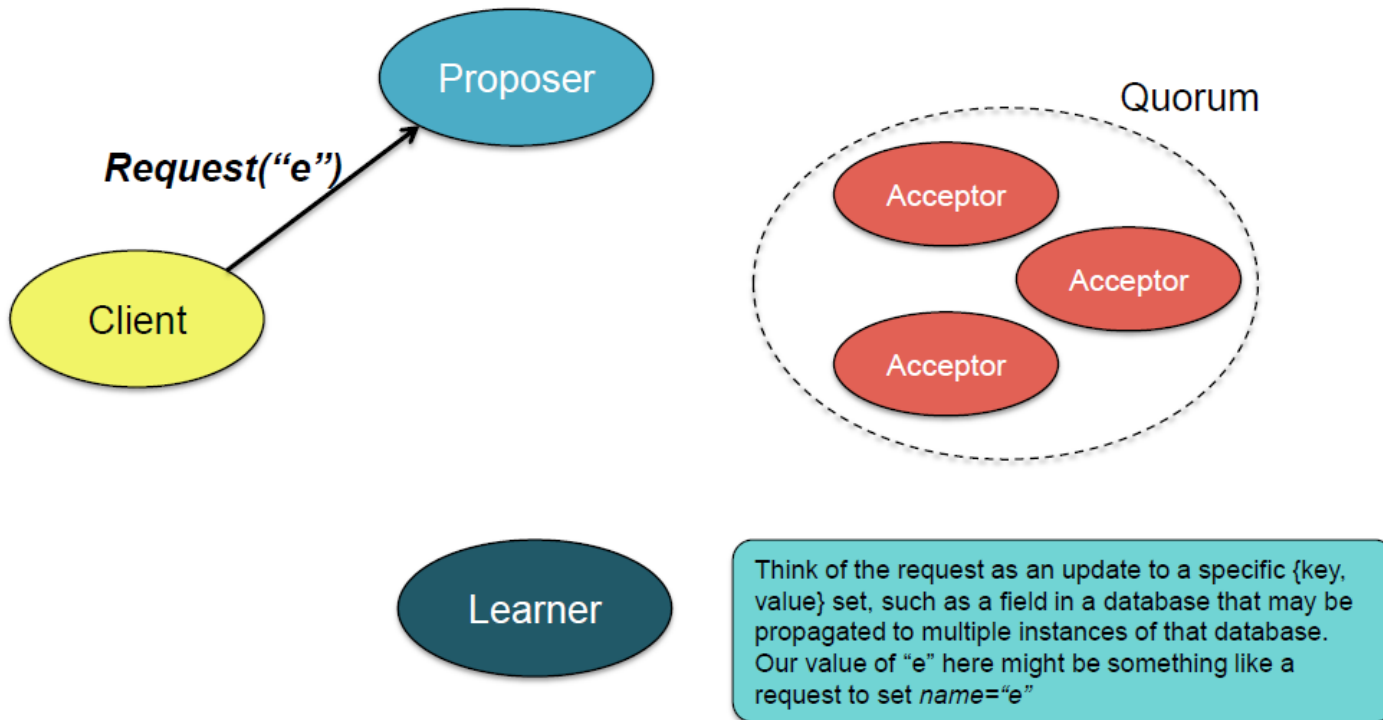 Proposer
Quorum
Request(“e”)
Acceptor
Acceptor
Client
Acceptor
Learner
Think of the request as an update to a specific {key,
value} set, such as a field in a database that may be
propagated to multiple instances of that database.
Our value of “e” here might be something like a
request to set name=“e”